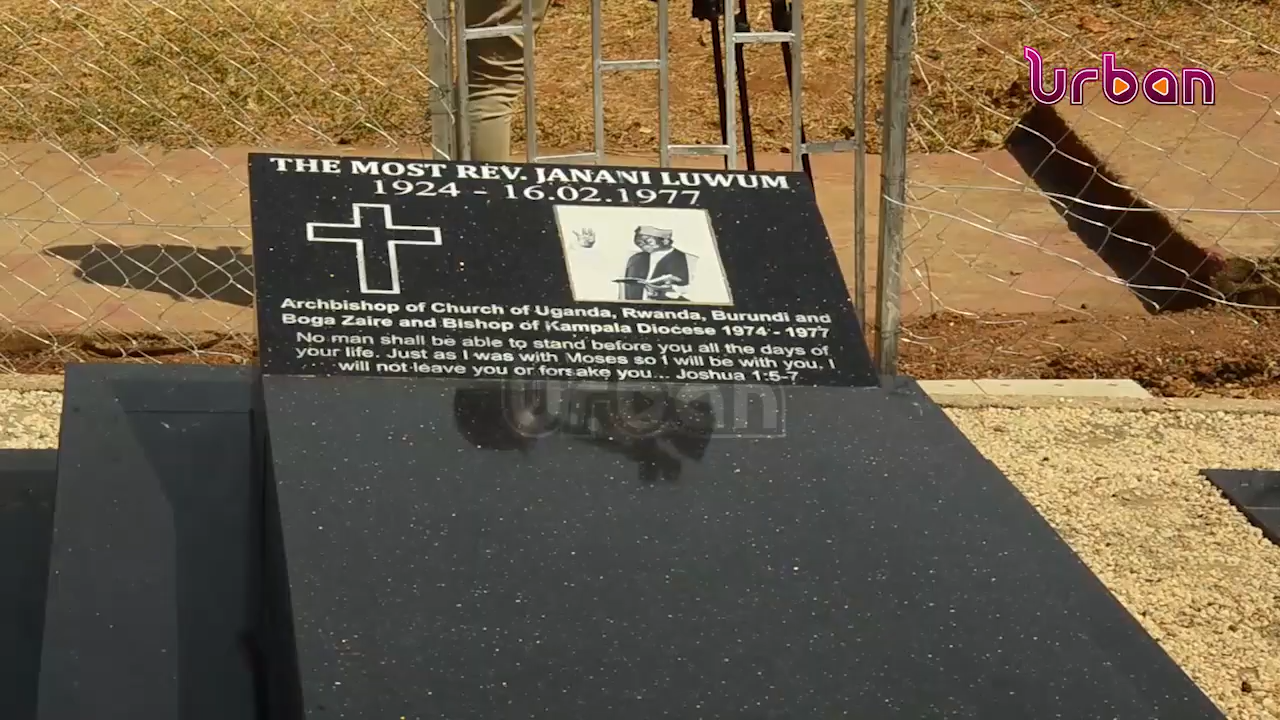 urban
THE MOST REV. JANANI LUWUM
1924 - 16.02.1977
Archbishop of Church of Uganda, Rwanda, Burundi and
Boga Zaire and Bishop of Kampala Diocese 1974 - 1977
No man shall be able to stand before you all the days of
your life. Just as I was with Moses so I will be with you, I
will not leave you or forsake you... Joshua 1:5-7
urban